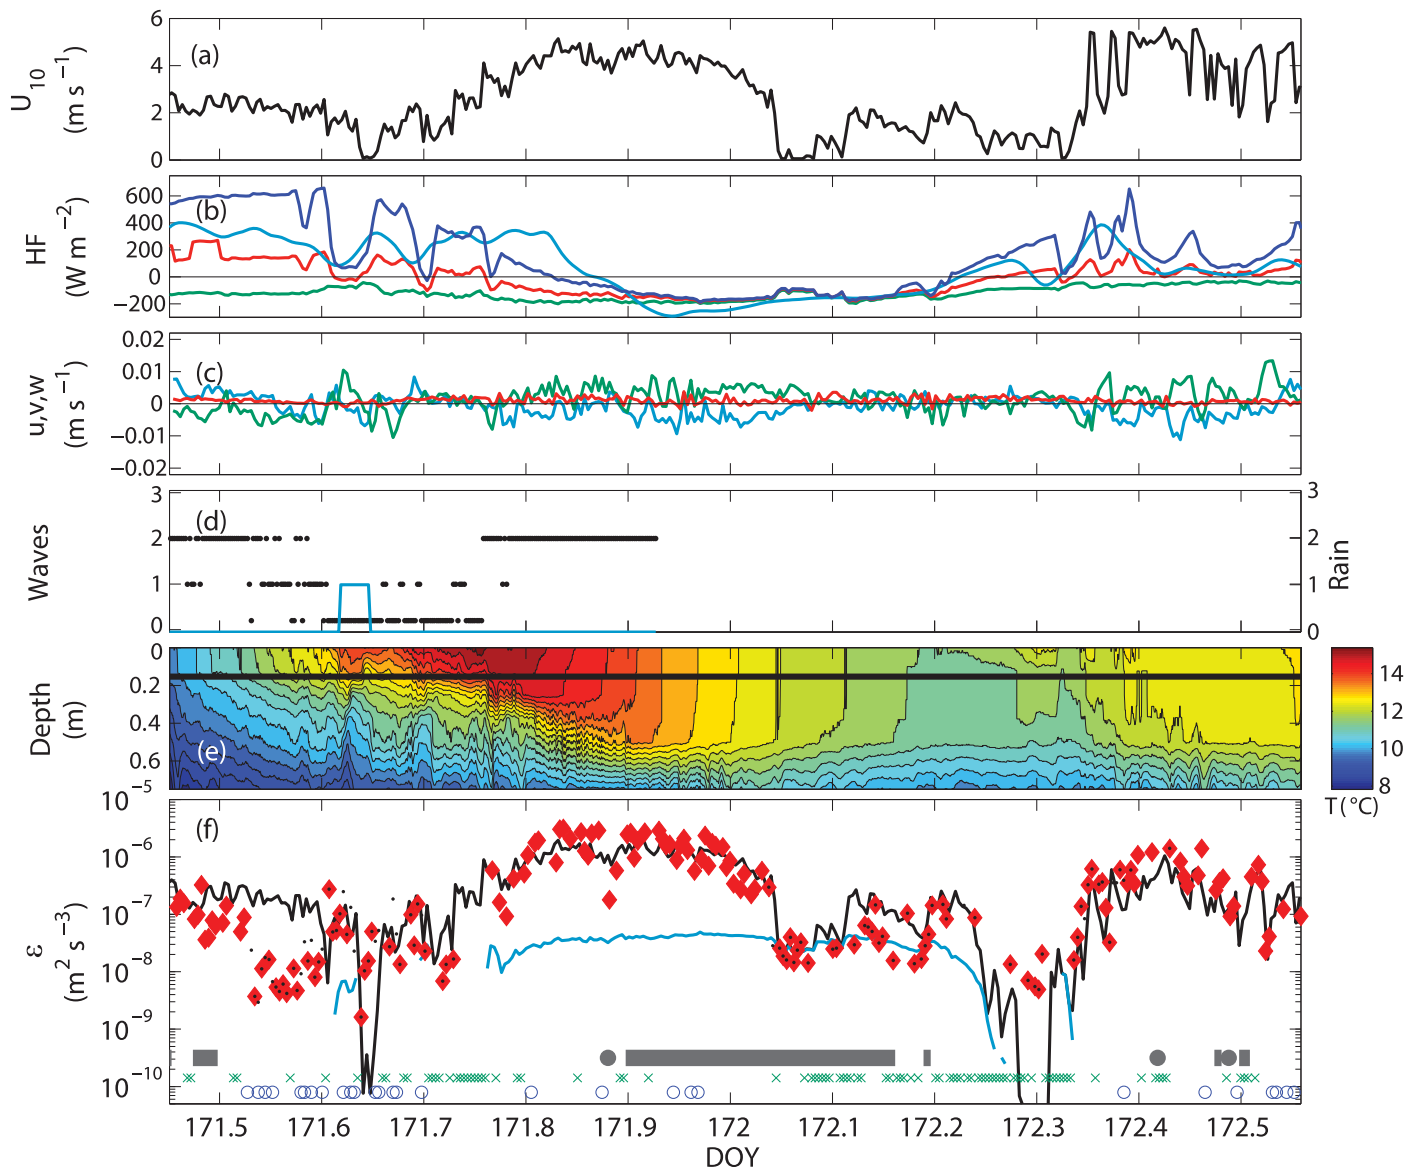 (a)
U10
(m s−1)
6
4
2
0
(b)
HF
(W m−2)
600
400
200
0
−200
(c)
u,v,w
(m s−1)
0.02
0.01
0
−0.01
−0.02
(d)
Waves
3
2
1
0
3
2
1
0
Rain
(e)
Depth
(m)
0
0.2
0.4
0.6
14
12
10
8
T (°C)
(f)
ε
(m2 s−3)
10−5
10−6
10−7
10−8
10−9
10−10
171.5 171.6 171.7 171.8 171.9 172 172.1 172.2 172.3 172.4 172.5
DOY